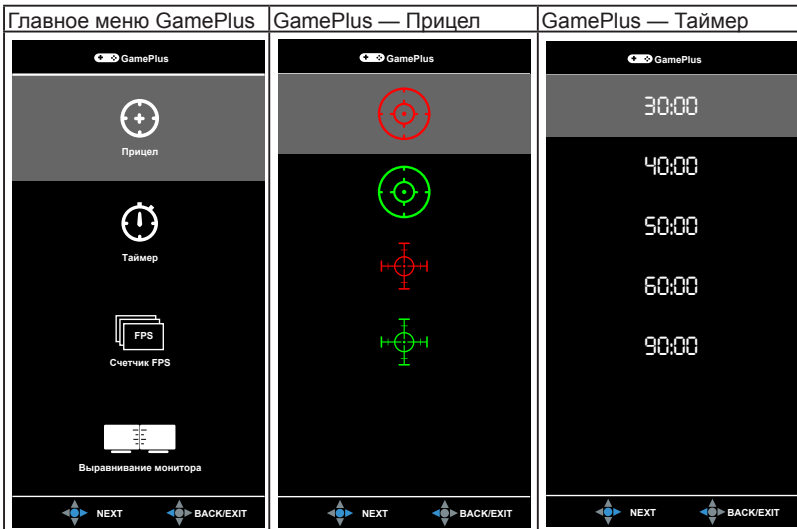 Главное меню GamePlus
GamePlus — Прицел
GamePlus — Таймер
GamePlus
Прицел
Таймер
FPS
Счетчик FPS
Выравнивание монитора
NEXT BACK/EXIT
GamePlus
NEXT BACK/EXIT
GamePlus
30:00
40:00
50:00
60:00
90:00
NEXT BACK/EXIT